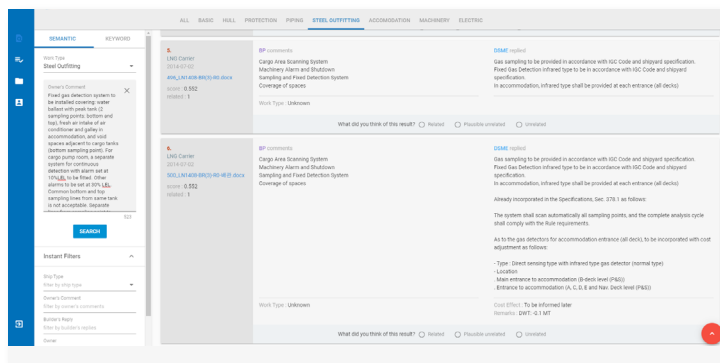 ALL BASIC HULL PROTECTION PIPING STEEL OUTFITTING ACCOMODATION MACHINERY ELECTRIC
SEMANTIC KEYWORD
Work Type
Steel Outfitting
Owner's Comment
Fixed gas detection system to
be installed covering: water
ballast with peak tank (2
sampling points: bottom and
top), fresh air intake of air
conditioner and galley in
accommodation, and void
spaces adjacent to cargo tanks
(bottom sampling point). For
cargo pump room, a separate
system for continuous
detection with alarm set at
10%LEL to be fitted. Other
alarms to be set at 30% LEL.
Common bottom and top
sampling lines from same tank
is not acceptable. Separate
623
SEARCH
Instant Filters
Ship Type
filter by ship type
Owner's Comment
filter by owner's comments
Builder's Reply
filter by builder's replies
Owner
LNG Carrier
2014-07-02
score : 0.552
related : 1
BP comments
Cargo Area Scanning System
Machinery Alarm and Shutdown
Sampling and Fixed Detection System
Coverage of spaces
Work Type : Unknown
DSME replied
Gas sampling to be provided in accordance with IGC Code and shipyard specification.
Fixed Gas Detection infrared type to be in accordance with IGC Code and shipyard
specification.
In accommodation, infrared type shall be provided at each entrance (all decks)
What did you think of this result? Related Plausible unrelated Unrelated
LNG Carrier
2014-07-02
score : 0.552
related : 1
BP comments
Cargo Area Scanning System
Machinery Alarm and Shutdown
Sampling and Fixed Detection System
Coverage of spaces
Work Type : Unknown
DSME replied
Gas sampling to be provided in accordance with IGC Code and shipyard specification.
Fixed Gas Detection infrared type to be in accordance with IGC Code and shipyard
specification.
In accommodation, infrared type shall be provided at each entrance (all decks)
Already incorporated in the Specifications, Sec. 378.1 as follows:
The system shall scan automatically all sampling points, and the complete analysis cycle
shall comply with the Rule requirements.
As to the gas detectors for accommodation entrance (all deck), to be incorporated with cost
adjustment as follows:
- Type : Direct sensing type with infrared type gas detector (normal type)
- Location
. Main entrance to accommodation (B-deck level (P&S))
. Entrance to accommodation (A, C, D, E and Nav. Deck level (P&S))
Cost Effect : To be informed later
Remarks : DWT: -0.1 MT
What did you think of this result? Related Plausible unrelated Unrelated